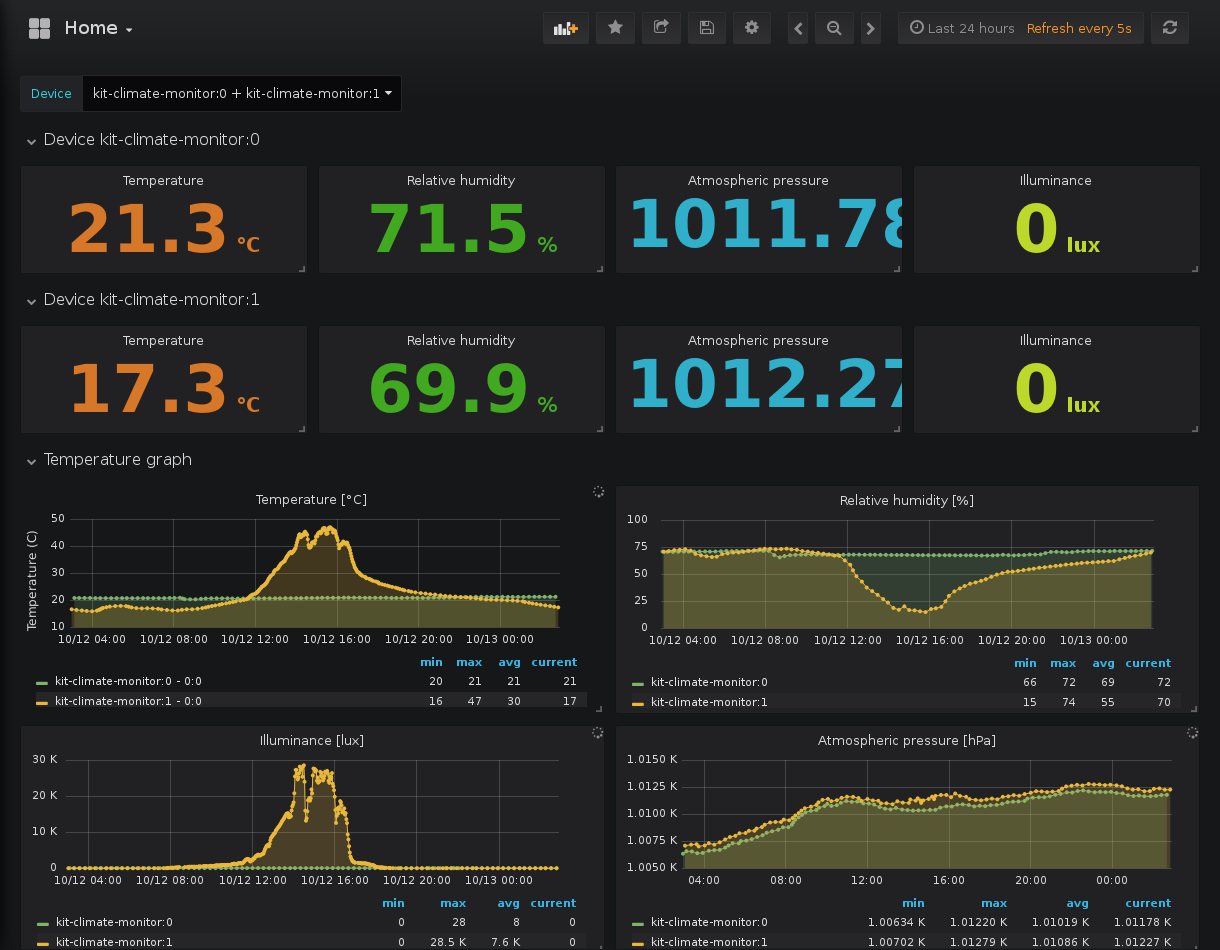 Home
Last 24 hours Refresh every 5s
Device kit-climate-monitor:0 + kit-climate-monitor:1
Device kit-climate-monitor:0
Temperature Relative humidity Atmospheric pressure Illuminance
21.3 °C 71.5 % 1011.78 0 lux
Device kit-climate-monitor:1
Temperature Relative humidity Atmospheric pressure Illuminance
17.3 °C 69.9 % 1012.27 0 lux
Temperature graph
Temperature [°C]
Temperature (C)
50
40
30
20
10
10/12 04:00 10/12 08:00 10/12 12:00 10/12 16:00 10/12 20:00 10/13 00:00
min max avg current
kit-climate-monitor:0 - 0:0 20 21 21 21
kit-climate-monitor:1 - 0:0 16 47 30 17
Relative humidity [%]
100
75
50
25
0
10/12 04:00 10/12 08:00 10/12 12:00 10/12 16:00 10/12 20:00 10/13 00:00
min max avg current
kit-climate-monitor:0 66 72 69 72
kit-climate-monitor:1 15 74 55 70
Illuminance [lux]
30 K
20 K
10 K
0
10/12 04:00 10/12 08:00 10/12 12:00 10/12 16:00 10/12 20:00 10/13 00:00
min max avg current
kit-climate-monitor:0 0 28 8 0
kit-climate-monitor:1 0 28.5 K 7.6 K 0
Atmospheric pressure [hPa]
1.0150 K
1.0125 K
1.0100 K
1.0075 K
1.0050 K
04:00 08:00 12:00 16:00 20:00 00:00
min max avg current
kit-climate-monitor:0 1.00634 K 1.01220 K 1.01019 K 1.01178 K
kit-climate-monitor:1 1.00702 K 1.01279 K 1.01086 K 1.01227 K